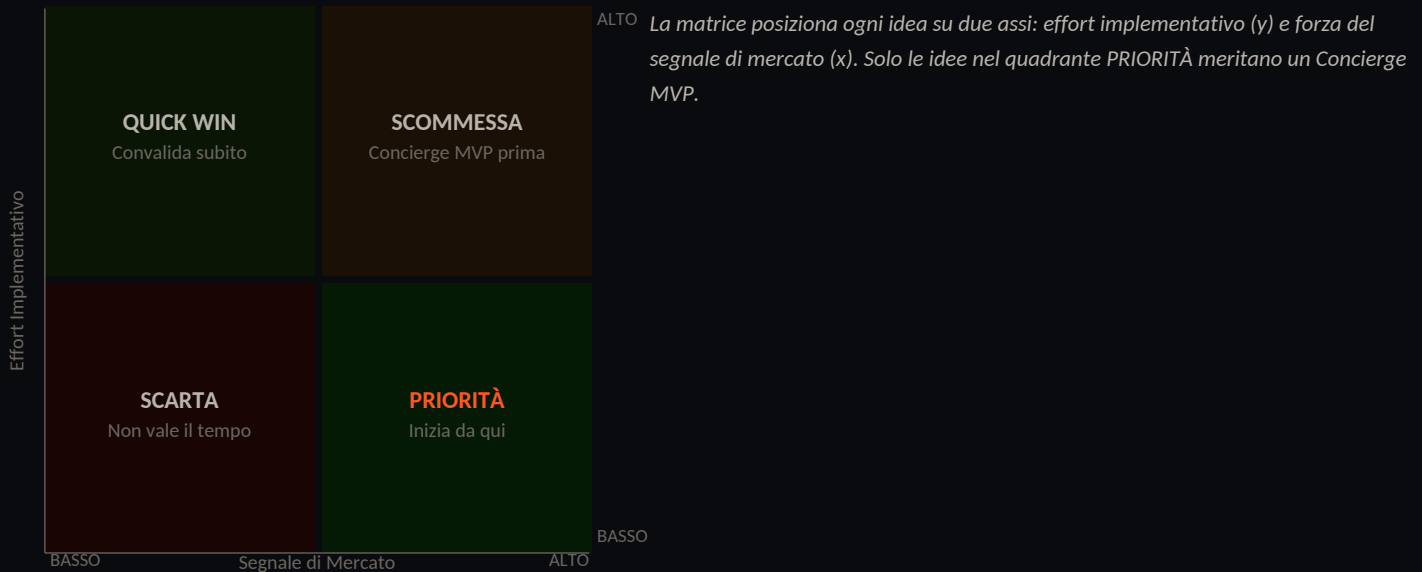 ALTO
La matrice posiziona ogni idea su due assi: effort implementativo (y) e forza del
segnale di mercato (x). Solo le idee nel quadrante PRIORITÀ meritano un Concierge
MVP.
QUICK WIN
Convalida subito
SCOMMESSA
Concierge MVP prima
Effort Implementativo
SCARTA
Non vale il tempo
PRIORITÀ
Inizia da qui
BASSO
BASSO
Segnale di Mercato
ALTO